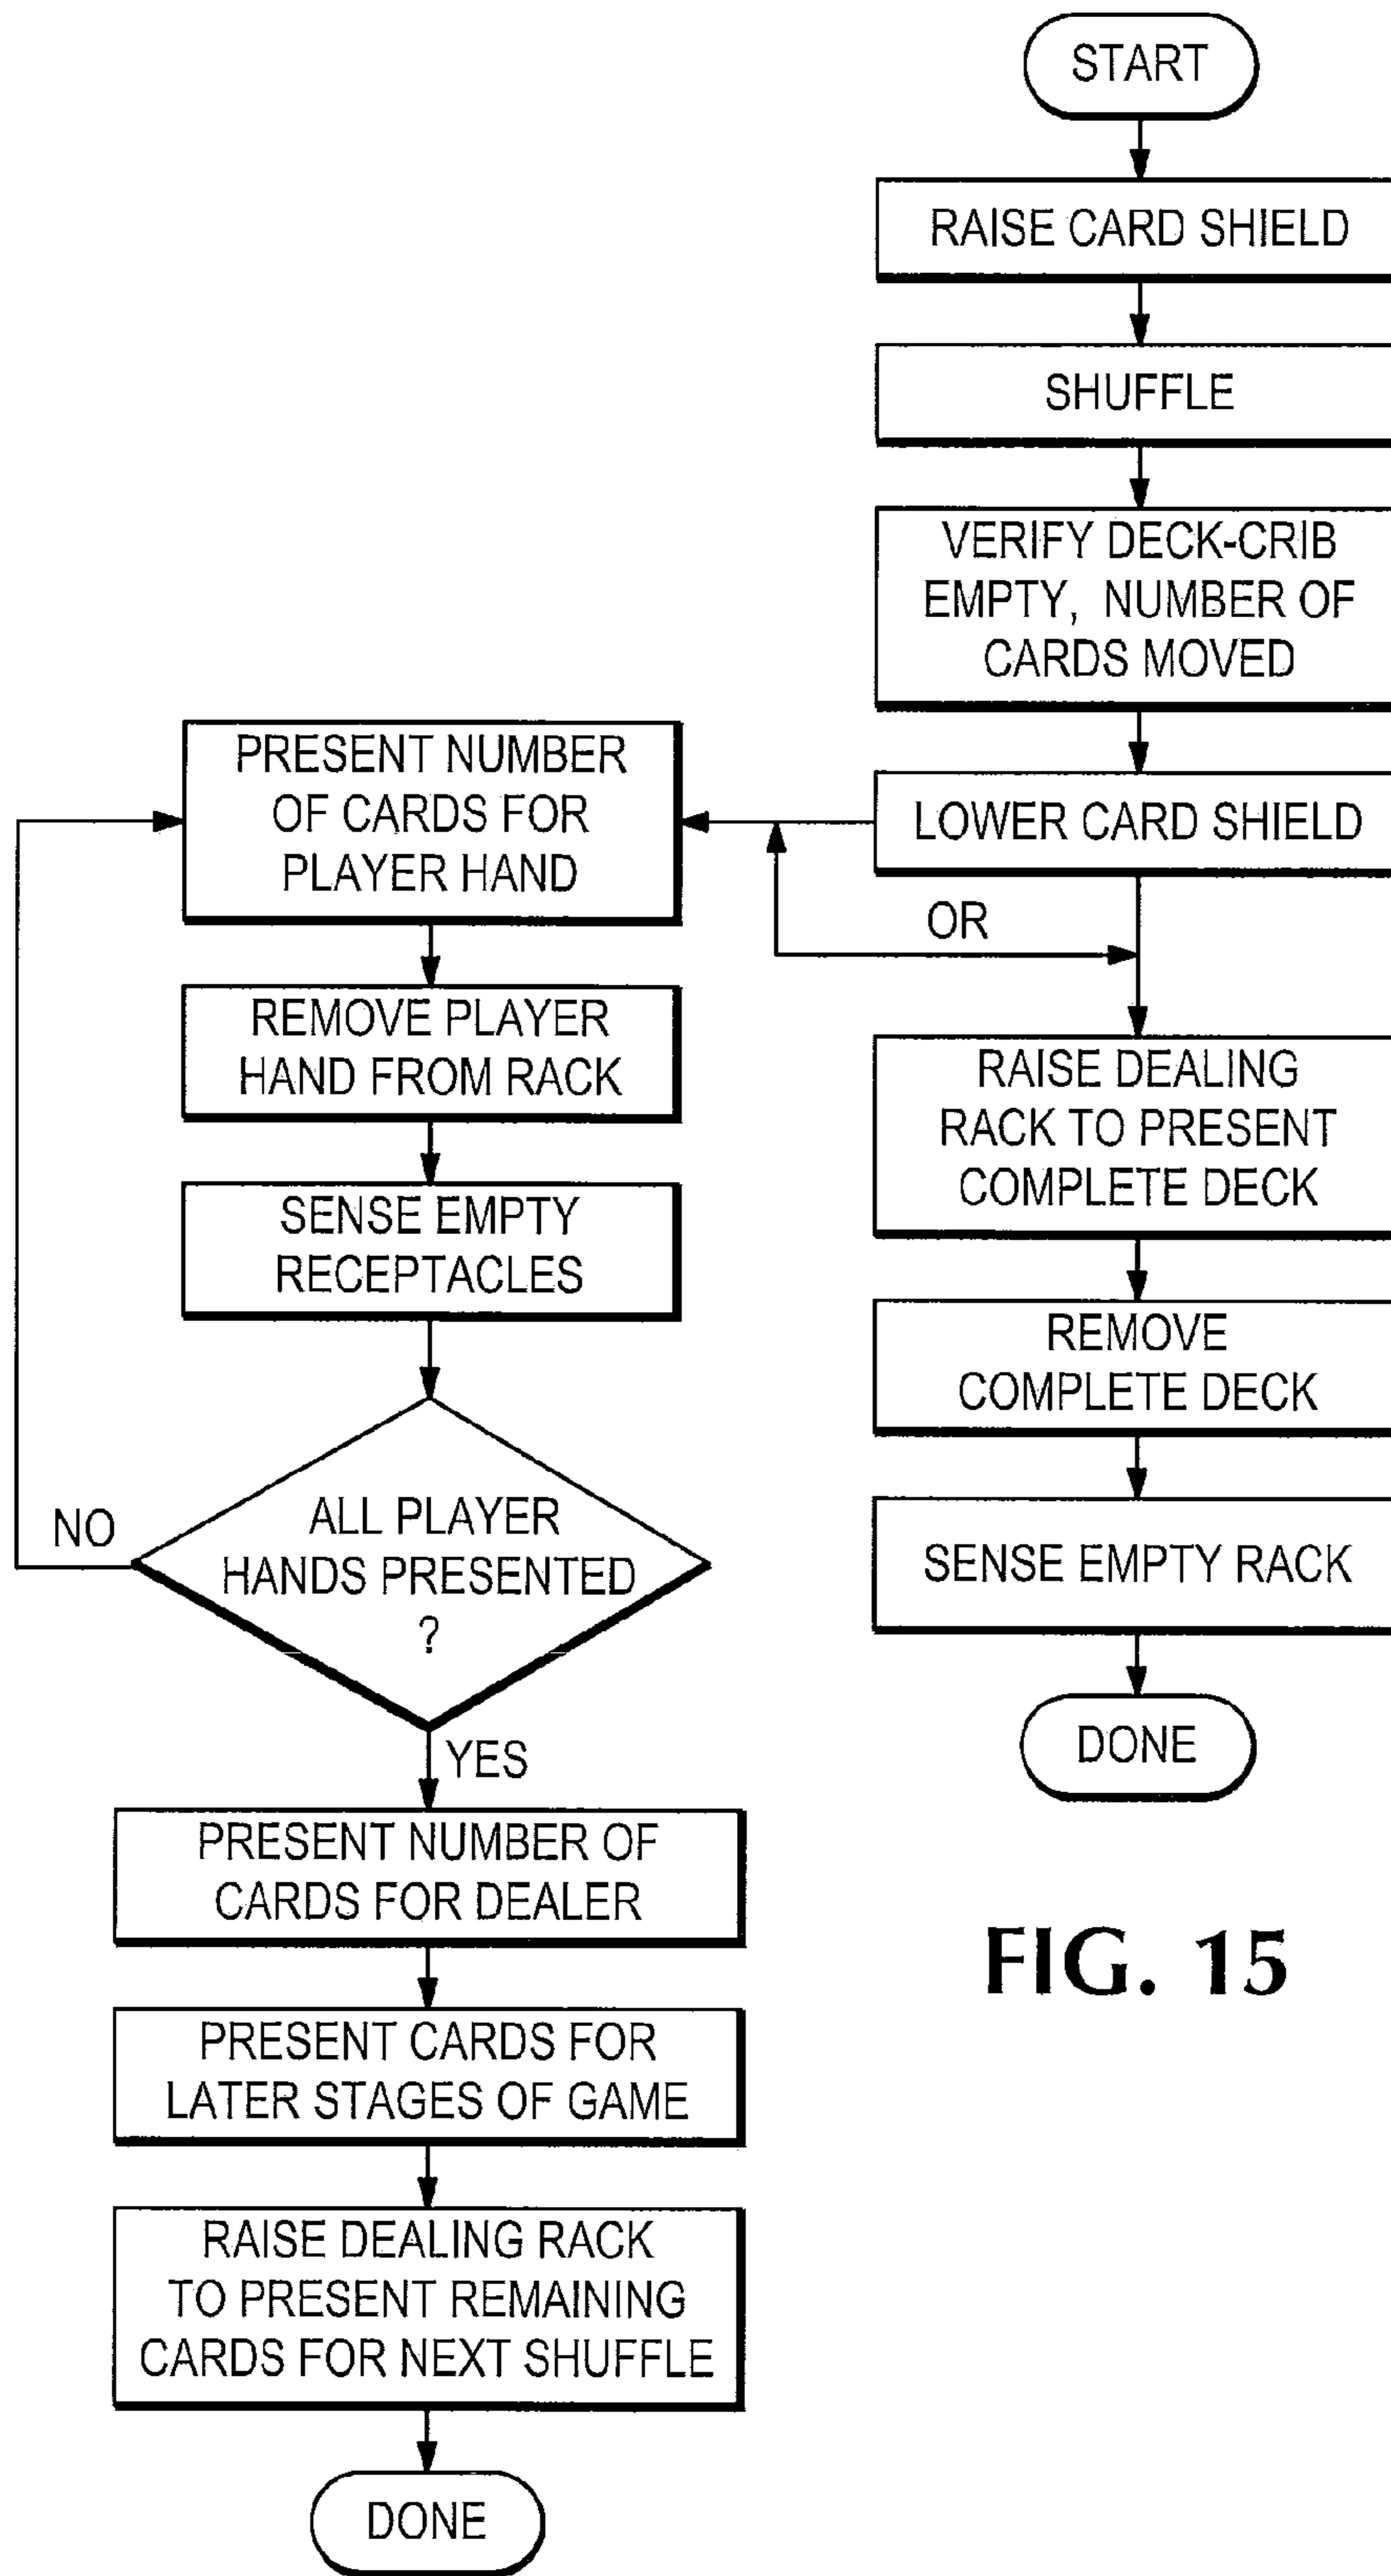 START
RAISE CARD SHIELD
SHUFFLE
VERIFY DECK-CRIB
EMPTY, NUMBER OF
CARDS MOVED
LOWER CARD SHIELD
OR
PRESENT NUMBER
OF CARDS FOR
PLAYER HAND
REMOVE PLAYER
HAND FROM RACK
SENSE EMPTY
RECEPTACLES
ALL PLAYER
HANDS PRESENTED
?
NO
YES
PRESENT NUMBER OF
CARDS FOR DEALER
PRESENT CARDS FOR
LATER STAGES OF GAME
RAISE DEALING RACK
TO PRESENT REMAINING
CARDS FOR NEXT SHUFFLE
DONE
RAISE DEALING
RACK TO PRESENT
COMPLETE DECK
REMOVE
COMPLETE DECK
SENSE EMPTY RACK
DONE
FIG. 15